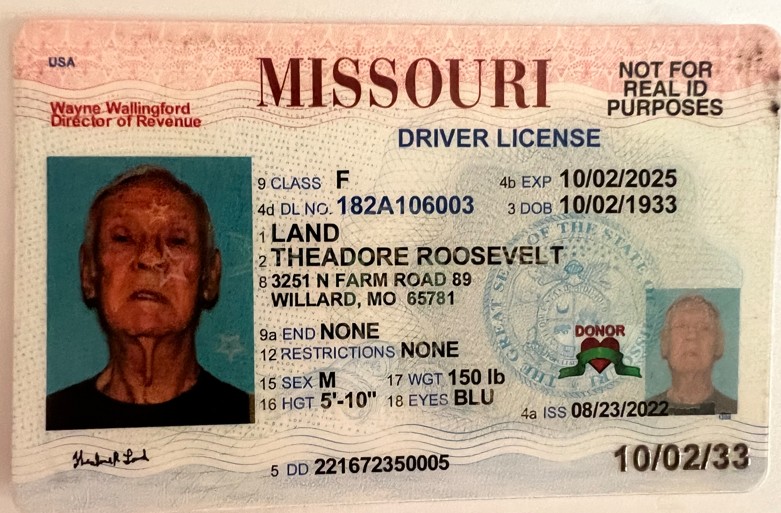 USA
MISSOURI
NOT FOR
REAL ID
PURPOSES
Wayne Wallingford
Director of Revenue
DRIVER LICENSE
9 CLASS F
4b EXP 10/02/2025
4d DL NO. 182A106003
3 DOB 10/02/1933
1 LAND
2 THEADORE ROOSEVELT
8 3251 N FARM ROAD 89
WILLARD, MO 65781
9a END NONE
12 RESTRICTIONS NONE
DONOR
15 SEX M
17 WGT 150 lb
16 HGT 5'-10"
18 EYES BLU
4a ISS 08/23/2022
5 DD 221672350005
10/02/33
THE GREAT SEAL OF THE STATE OF